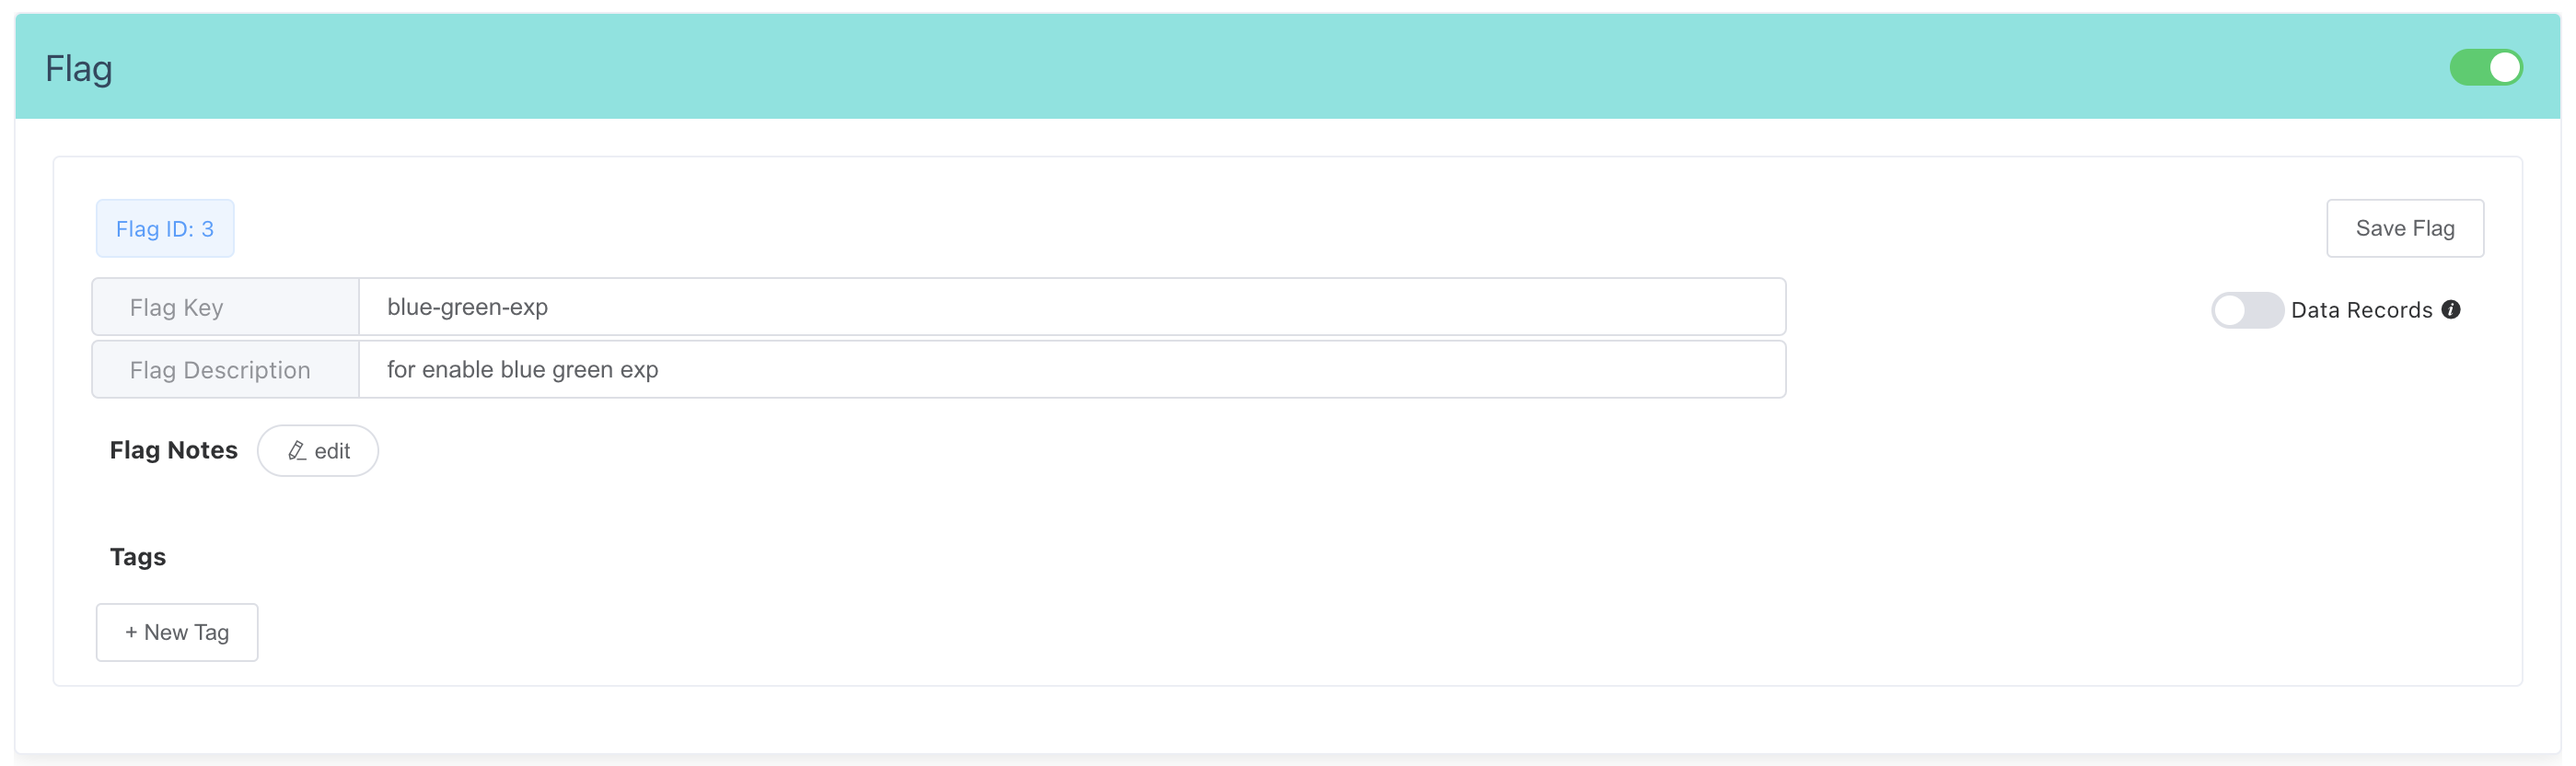 Flag
Flag ID: 3
Save Flag
Flag Key
blue-green-exp
Data Records
Flag Description
for enable blue green exp
Flag Notes
edit
Tags
+ New Tag